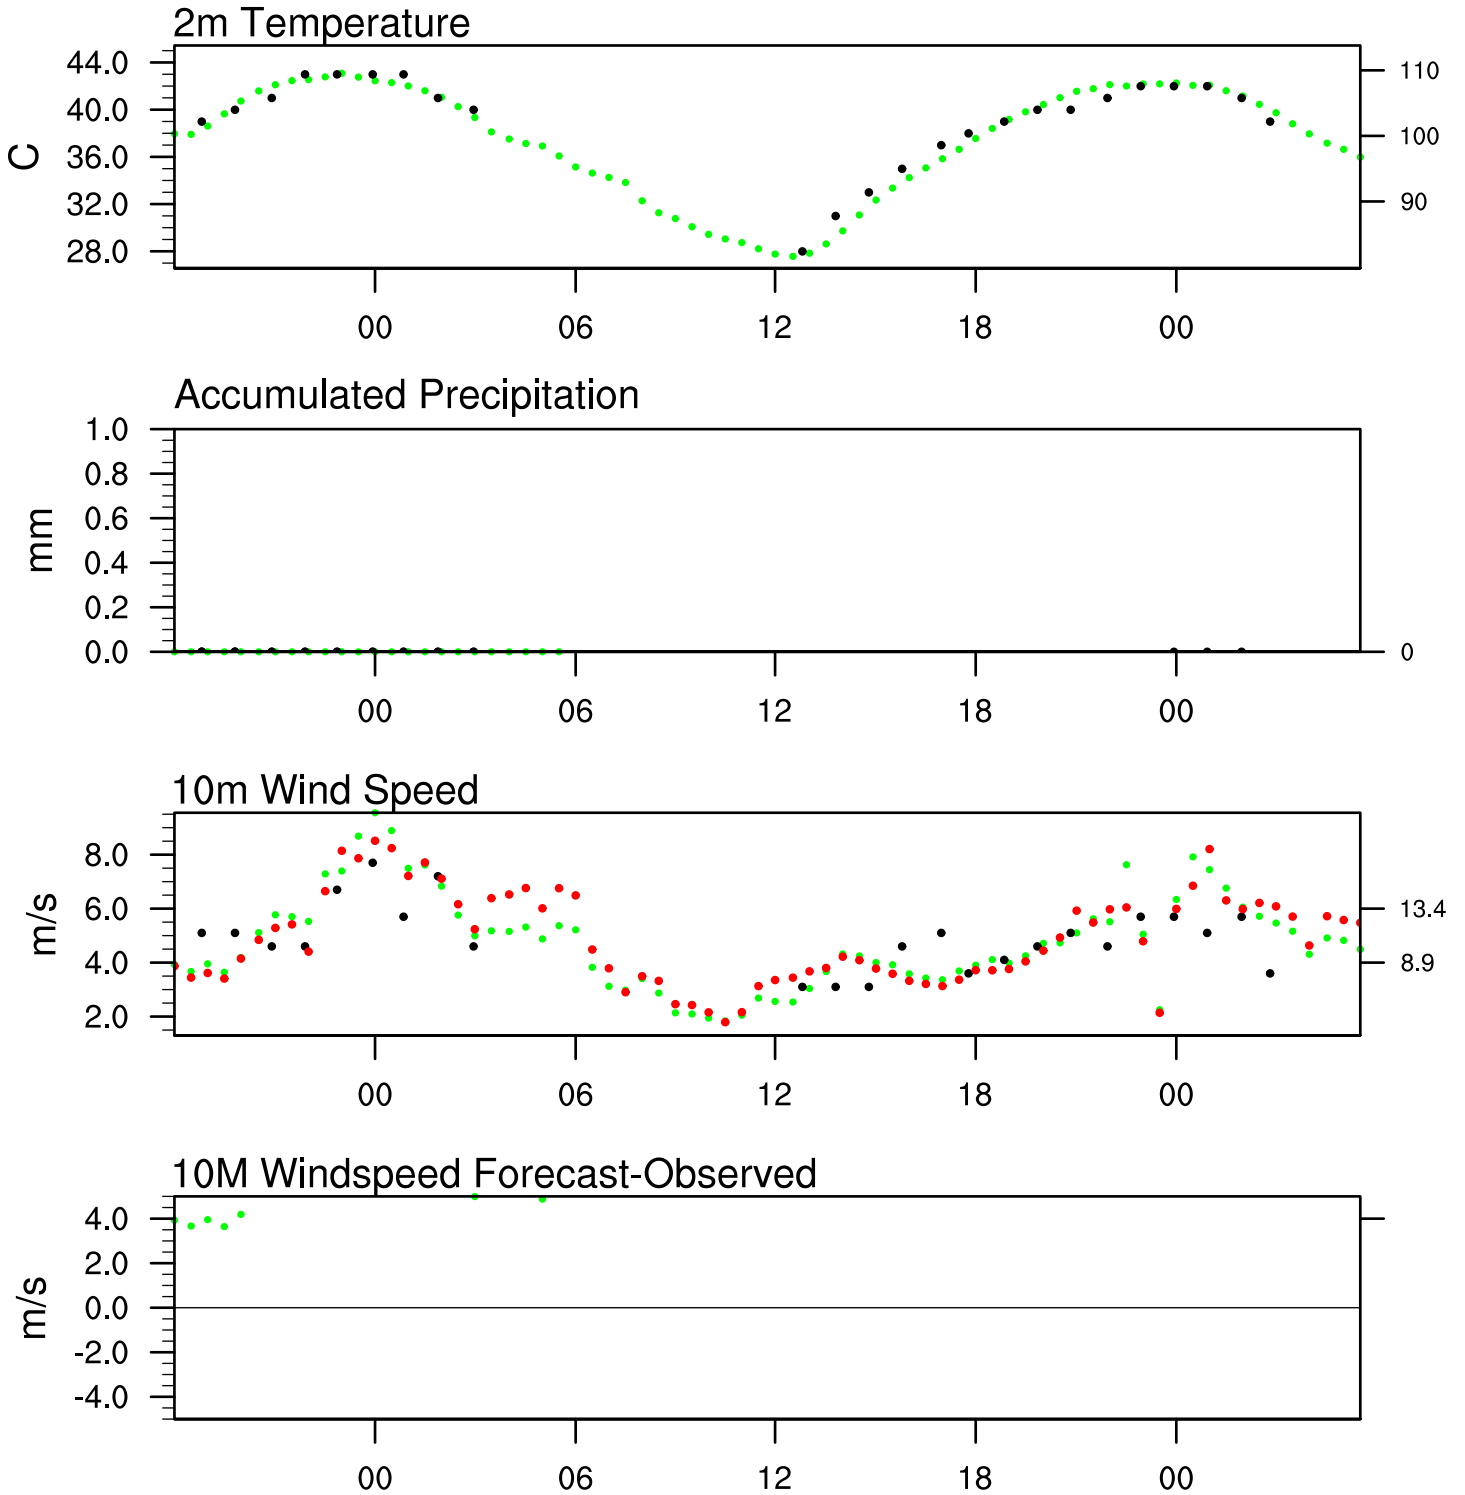 2m Temperature
44.0
40.0
36.0
32.0
28.0
C
110
100
90
00 06 12 18 00
Accumulated Precipitation
1.0
0.8
0.6
0.4
0.2
0.0
mm
0
00 06 12 18 00
10m Wind Speed
8.0
6.0
4.0
2.0
m/s
13.4
8.9
00 06 12 18 00
10M Windspeed Forecast-Observed
4.0
2.0
0.0
-2.0
-4.0
m/s
00 06 12 18 00